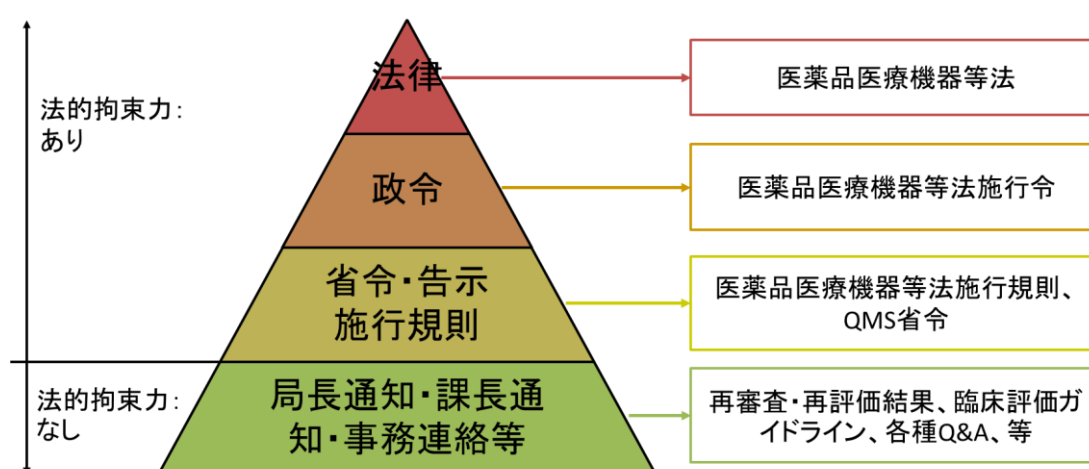 法律
医薬品医療機器等法
法的拘束力：
あり
政令
医薬品医療機器等法施行令
省令・告示
施行規則
医薬品医療機器等法施行規則、
QMS省令
法的拘束力：
なし
局長通知・課長通
知・事務連絡等
再審査・再評価結果、臨床評価ガ
イドライン、各種Q&A、等